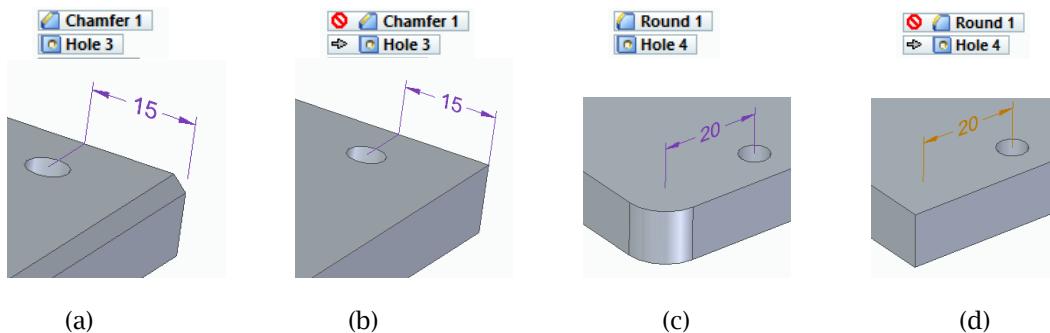 Chamfer 1
Hole 3
Chamfer 1
Hole 3
Round 1
Hole 4
Round 1
Hole 4
15
15
20
20
(a)
(b)
(c)
(d)